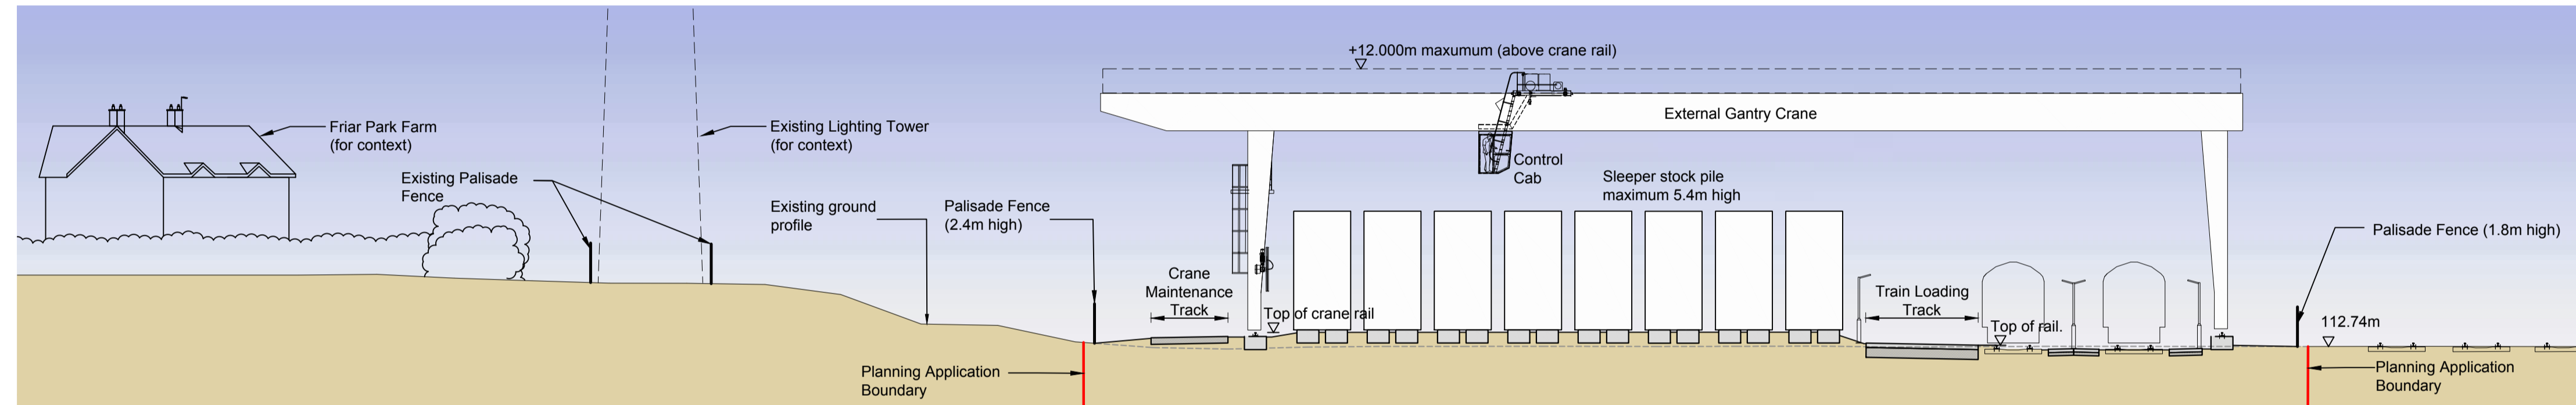 +12.000m maxumum (above crane rail)
External Gantry Crane
Friar Park Farm
(for context)
Existing Lighting Tower
(for context)
Control
Cab
Existing Palisade
Fence
Sleeper stock pile
maximum 5.4m high
Existing ground
profile
Palisade Fence
(2.4m high)
Palisade Fence (1.8m high)
Crane
Maintenance
Track
Top of crane rail
Train Loading
Track
Top of rail.
112.74m
Planning Application
Boundary
Planning Application
Boundary